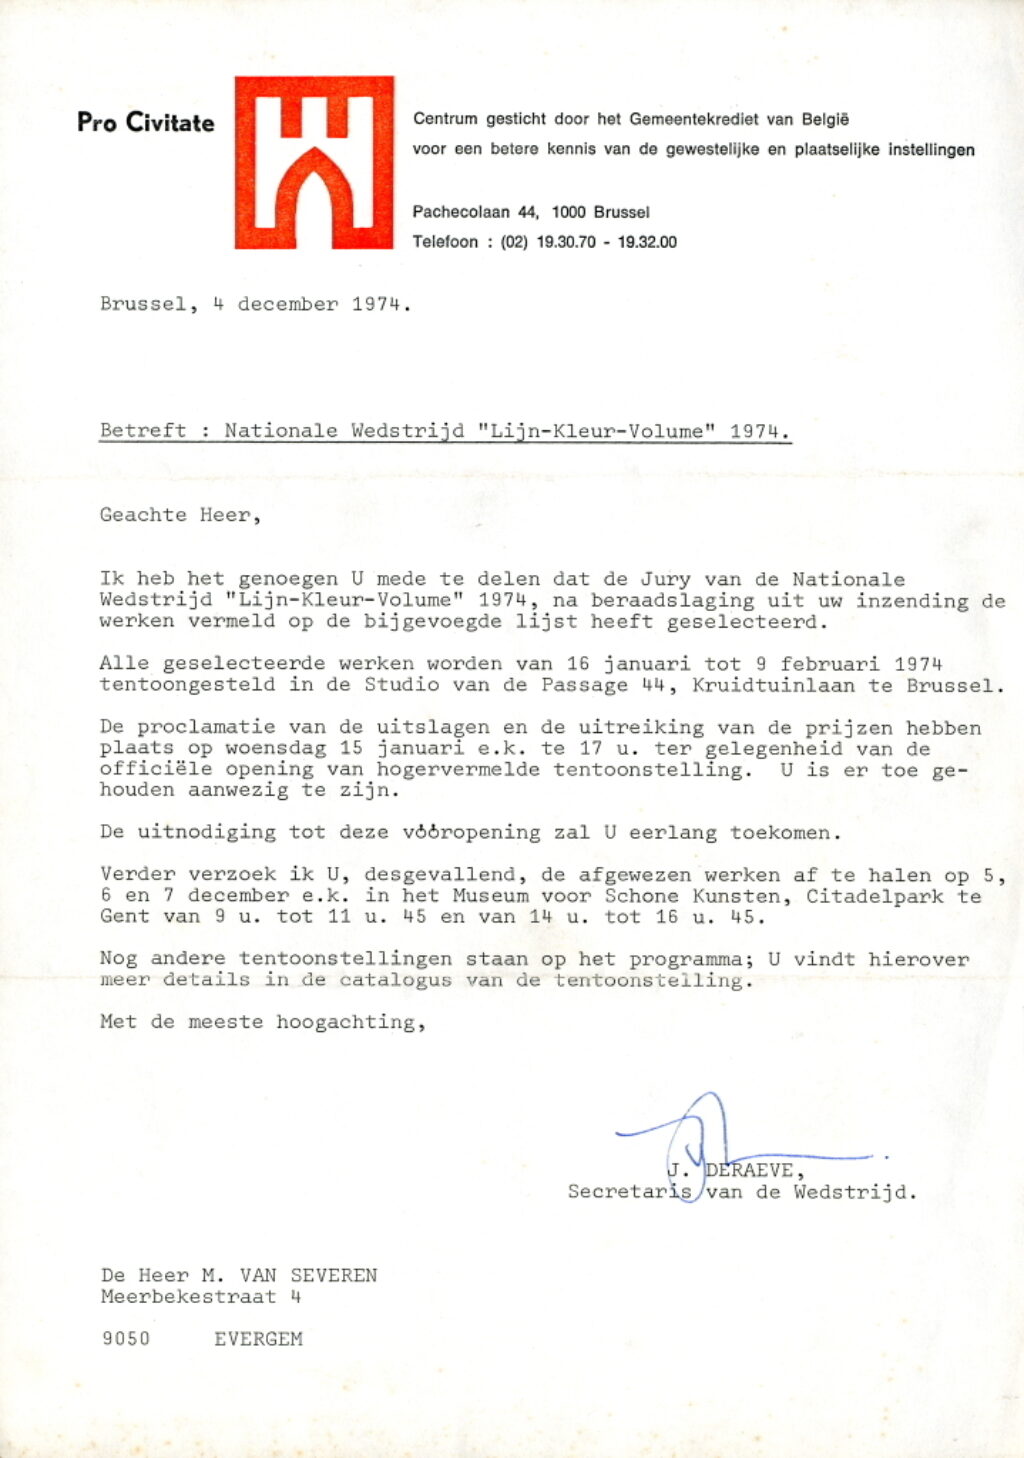 Pro Civitate
Centrum gesticht door het Gemeentekrediet van België
voor een betere kennis van de gewestelijke en plaatselijke instellingen
Pachecolaan 44, 1000 Brussel
Telefoon : (02) 19.30.70 - 19.32.00
Brussel, 4 december 1974.
Betreft : Nationale Wedstrijd "Lijn-Kleur-Volume" 1974.
Geachte Heer,
Ik heb het genoegen U mede te delen dat de Jury van de Nationale
Wedstrijd "Lijn-Kleur-Volume" 1974, na beraadslaging uit uw inzending de
werken vermeld op de bijgevoegde lijst heeft geselecteerd.
Alle geselecteerde werken worden van 16 januari tot 9 februari 1974
tentoongesteld in de Studio van de Passage 44, Kruidtuinlaan te Brussel.
De proclamatie van de uitslagen en de uitreiking van de prijzen hebben
plaats op woensdag 15 januari e.k. te 17 u. ter gelegenheid van de
officiële opening van hogervermelde tentoonstelling. U is er toe ge-
houden aanwezig te zijn.
De uitnodiging tot deze vóóropening zal U eerlang toekomen.
Verder verzoek ik U, desgevallend, de afgewezen werken af te halen op 5,
6 en 7 december e.k. in het Museum voor Schone Kunsten, Citadelpark te
Gent van 9 u. tot 11 u. 45 en van 14 u. tot 16 u. 45.
Nog andere tentoonstellingen staan op het programma; U vindt hierover
meer details in de catalogus van de tentoonstelling.
Met de meeste hoogachting,
J. DERAEVE,
Secretaris van de Wedstrijd.
De Heer M. VAN SEVEREN
Meerbekestraat 4
9050 EVERGEM